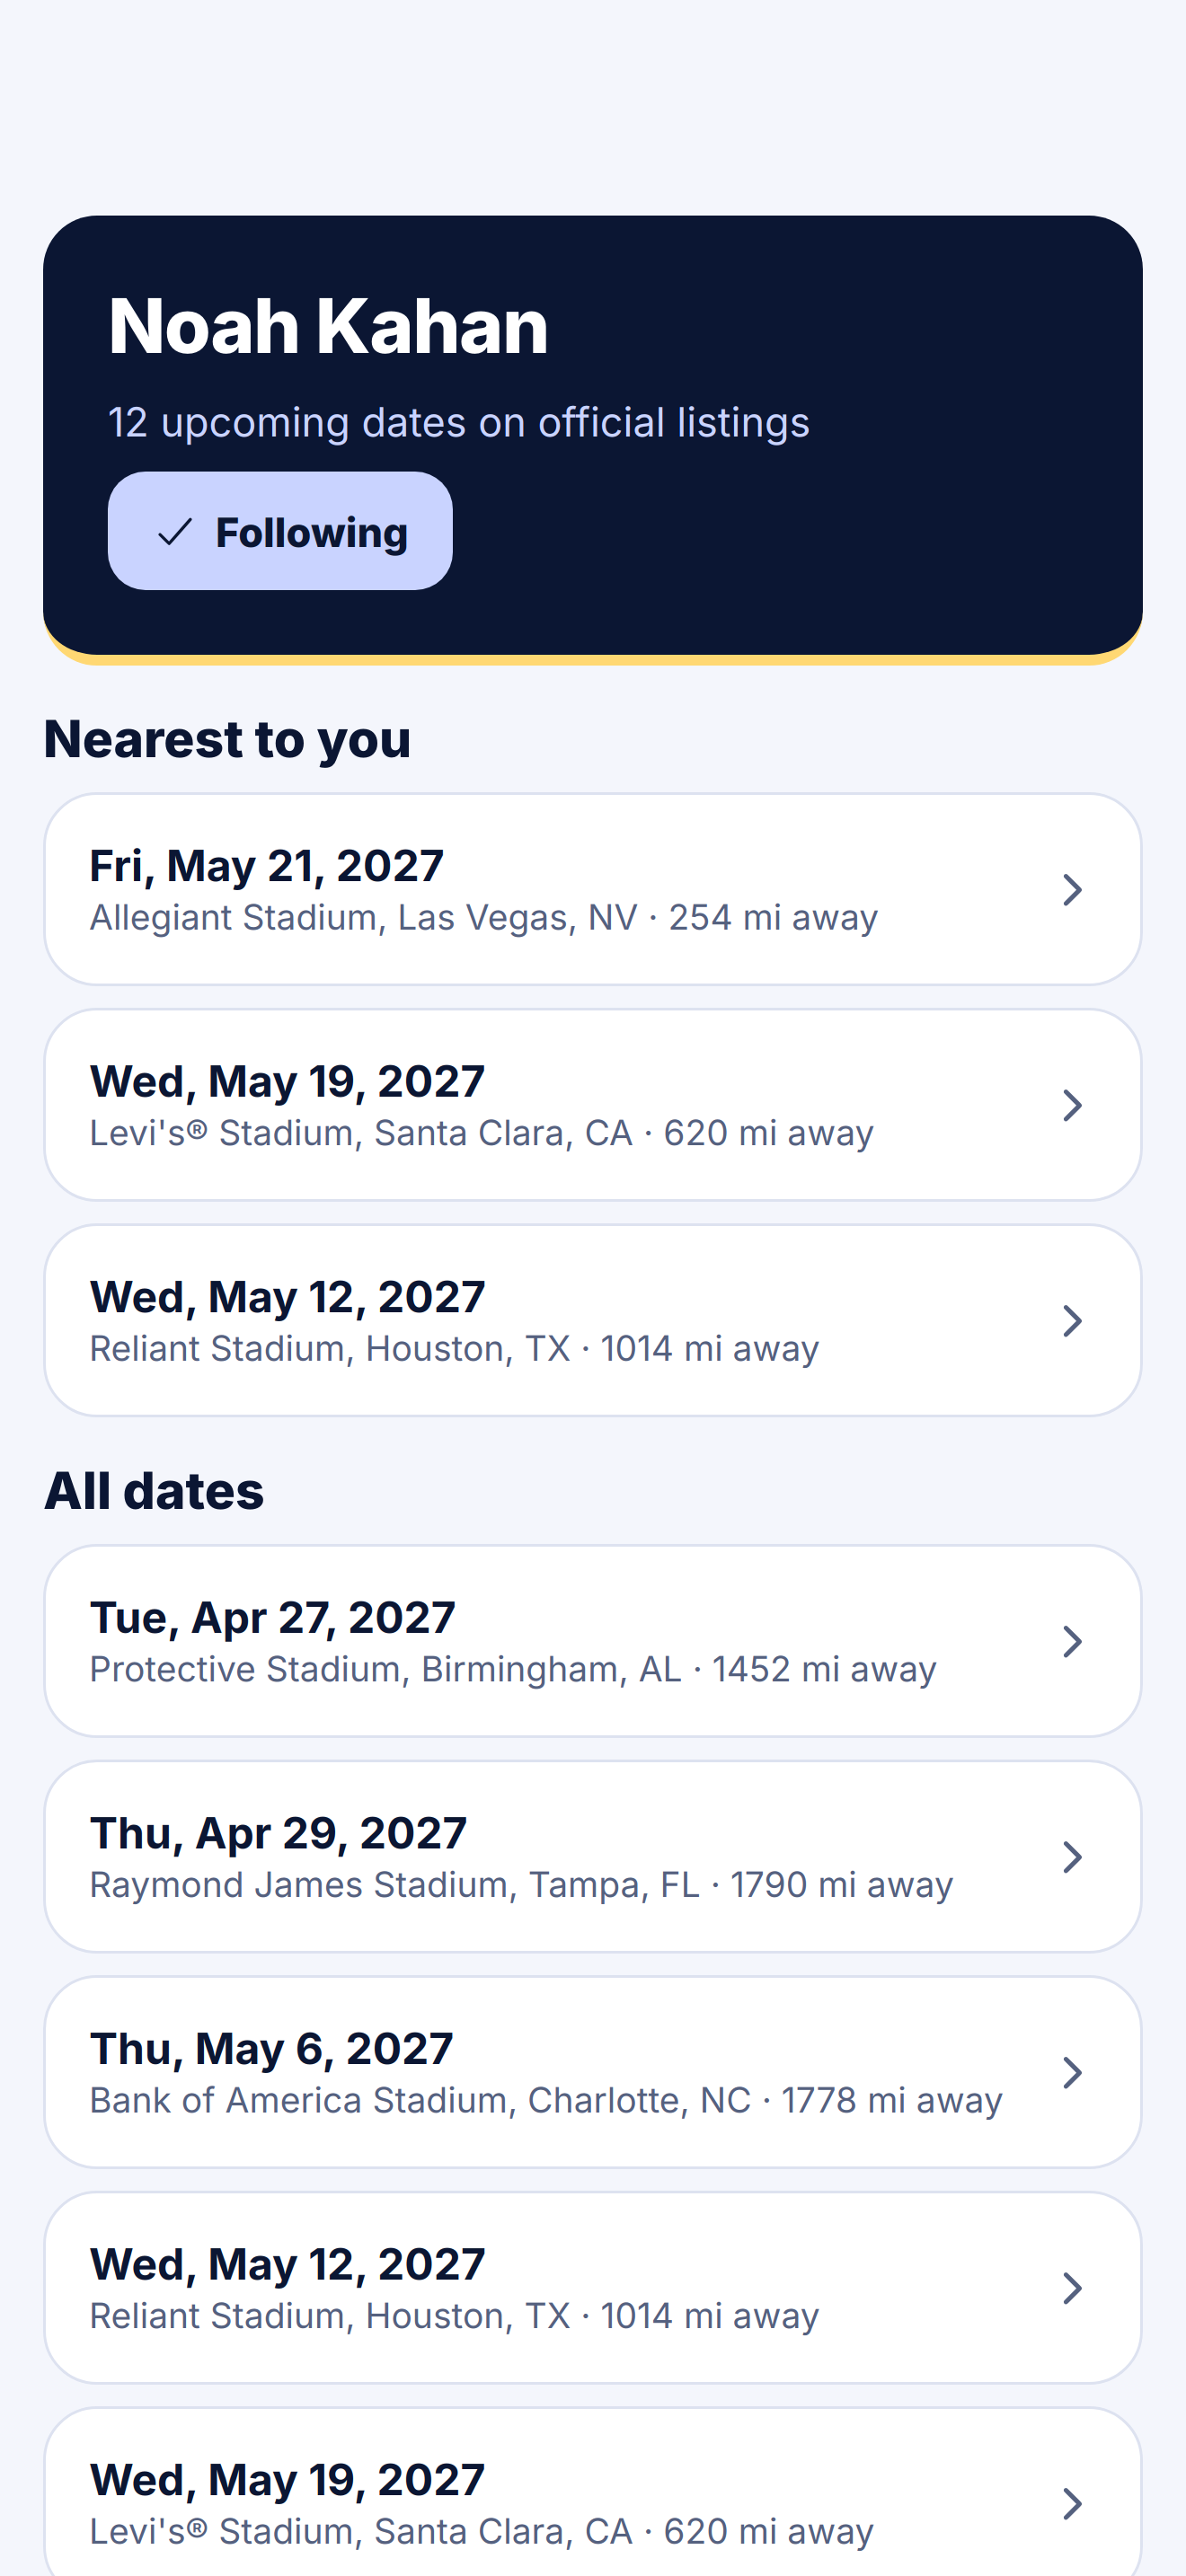 Noah Kahan
12 upcoming dates on official listings
Following
Nearest to you
Fri, May 21, 2027
Allegiant Stadium, Las Vegas, NV · 254 mi away
Wed, May 19, 2027
Levi's® Stadium, Santa Clara, CA · 620 mi away
Wed, May 12, 2027
Reliant Stadium, Houston, TX · 1014 mi away
All dates
Tue, Apr 27, 2027
Protective Stadium, Birmingham, AL · 1452 mi away
Thu, Apr 29, 2027
Raymond James Stadium, Tampa, FL · 1790 mi away
Thu, May 6, 2027
Bank of America Stadium, Charlotte, NC · 1778 mi away
Wed, May 12, 2027
Reliant Stadium, Houston, TX · 1014 mi away
Wed, May 19, 2027
Levi's® Stadium, Santa Clara, CA · 620 mi away